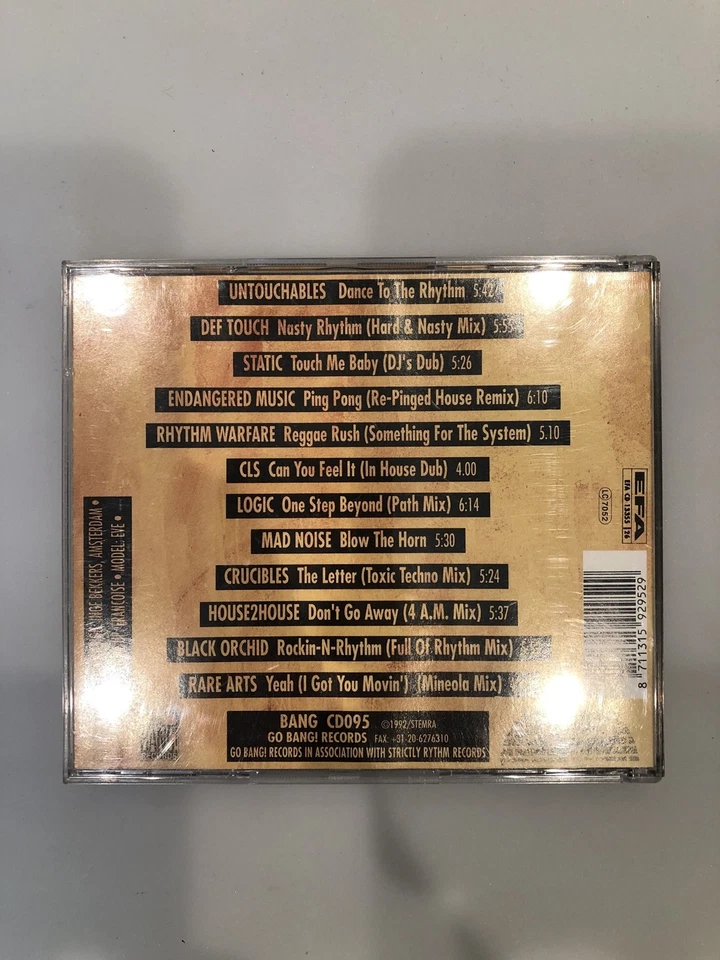 UNTOUCHABLES Dance To The Rhythm 5:42
DEF TOUCH Nasty Rhythm (Hard & Nasty Mix) 5:55
STATIC Touch Me Baby (DJ's Dub) 5:26
ENDANGERED MUSIC Ping Pong (Re-Pinged House Remix) 6:10
RHYTHM WARFARE Reggae Rush (Something For The System) 5.10
CLS Can You Feel It (In House Dub) 4.00
LOGIC One Step Beyond (Path Mix) 6:14
MAD NOISE Blow The Horn 5:30
CRUCIBLES The Letter (Toxic Techno Mix) 5:24
HOUSE2HOUSE Don't Go Away (4 A.M. Mix) 5:37
BLACK ORCHID Rockin-N-Rhythm (Full Of Rhythm Mix)
RARE ARTS Yeah (I Got You Movin') (Mineola Mix)
BANG CD095 ©1992/STEMRA
GO BANG! RECORDS FAX: +31-20-6276310
GO BANG! RECORDS IN ASSOCIATION WITH STRICTLY RYTHM RECORDS
BEKKERS, AMSTERDAM •
FRANCOISE • MODEL: EVE •
LC 7052
EFA
EFA CD 13355 26
8 711315 929529
RECORDS